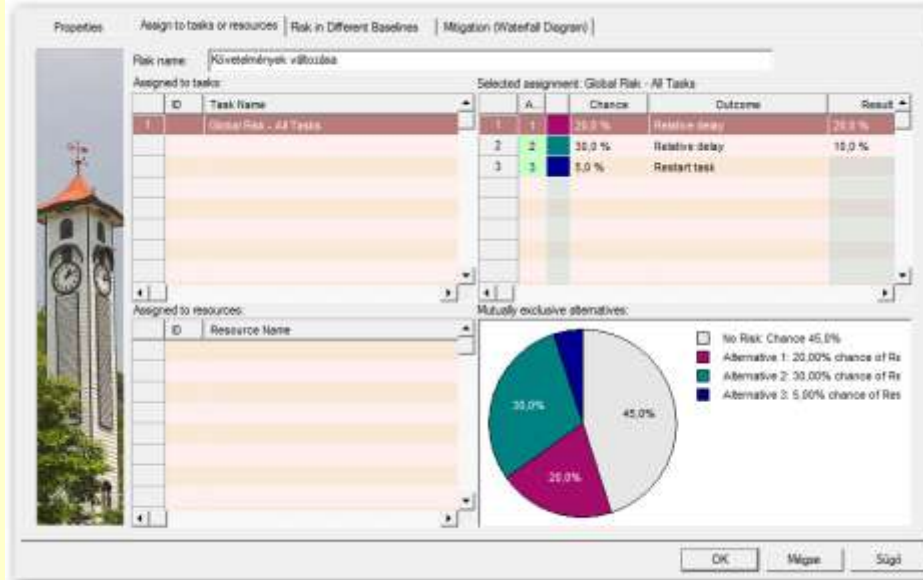 Properties
Assign to tasks or resources
Risk in Different Baselines
Mitigation (Waterfall Diagram)
Risk name:
Követelmények változása
Assigned to tasks:
Selected assignment: Global Risk - All Tasks
ID Task Name
A... Chance Outcome Result
1 Global Risk - All Tasks
1 1 20,0 % Relative delay 20,0 %
2 2 30,0 % Relative delay 10,0 %
3 3 5,0 % Restart task
Assigned to resources:
ID Resource Name
Mutually exclusive alternatives:
No Risk: Chance 45,0%
Alternative 1: 20,00% chance of Re
Alternative 2: 30,00% chance of Re
Alternative 3: 5,00% chance of Res
30,0%
45,0%
20,0%
OK
Mégse
Súgó